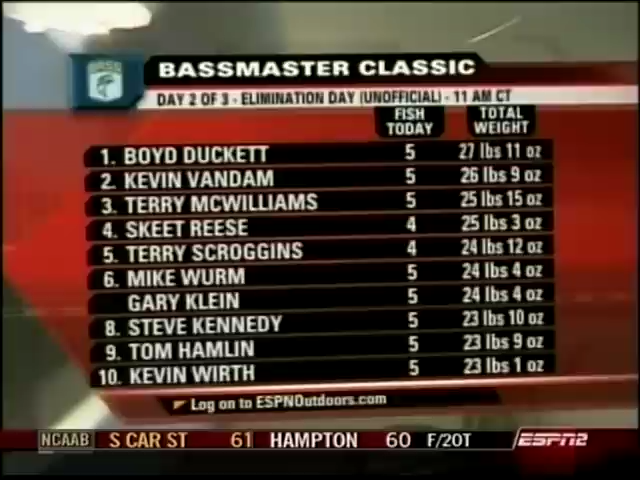 BASS
BASSMASTER CLASSIC
DAY 2 OF 3 - ELIMINATION DAY (UNOFFICIAL) - 11 AM CT
FISH TODAY TOTAL WEIGHT
1. BOYD DUCKETT 5 27 lbs 11 oz
2. KEVIN VANDAM 5 26 lbs 9 oz
3. TERRY MCWILLIAMS 5 25 lbs 15 oz
4. SKEET REESE 4 25 lbs 3 oz
5. TERRY SCROGGINS 4 24 lbs 12 oz
6. MIKE WURM 5 24 lbs 4 oz
GARY KLEIN 5 24 lbs 4 oz
8. STEVE KENNEDY 5 23 lbs 10 oz
9. TOM HAMLIN 5 23 lbs 9 oz
10. KEVIN WIRTH 5 23 lbs 1 oz
Log on to ESPNOutdoors.com
NCAAB S CAR ST 61 HAMPTON 60 F/2OT ESPN2